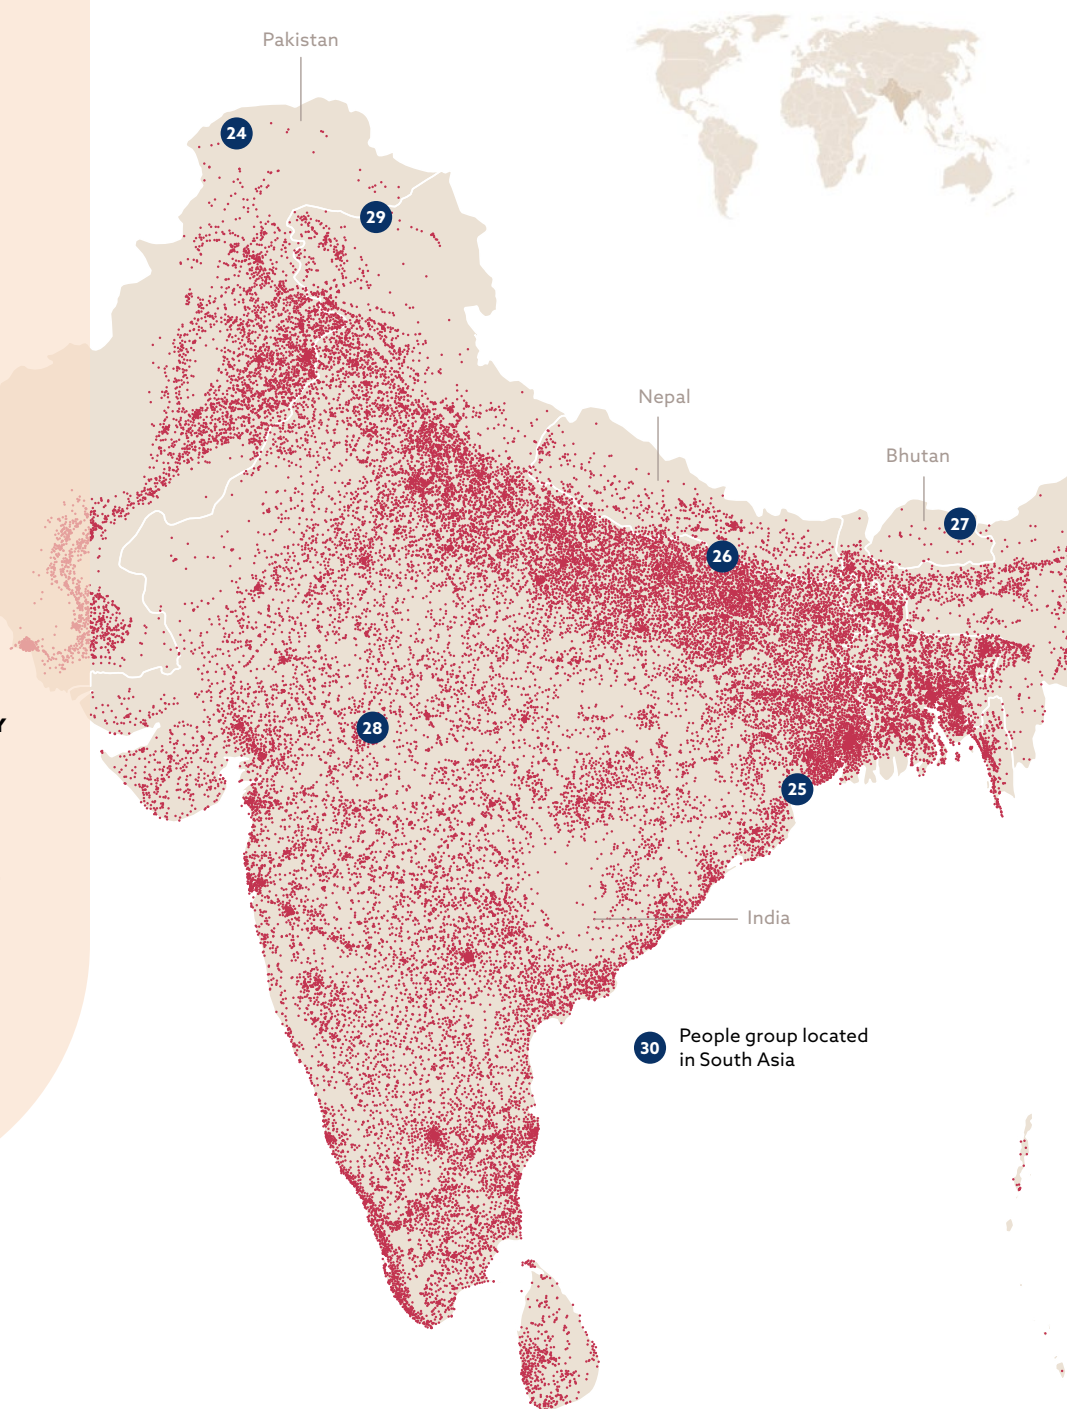 Pakistan
24
29
Nepal
Bhutan
27
26
Y
28
25
India
30
People group located
in South Asia